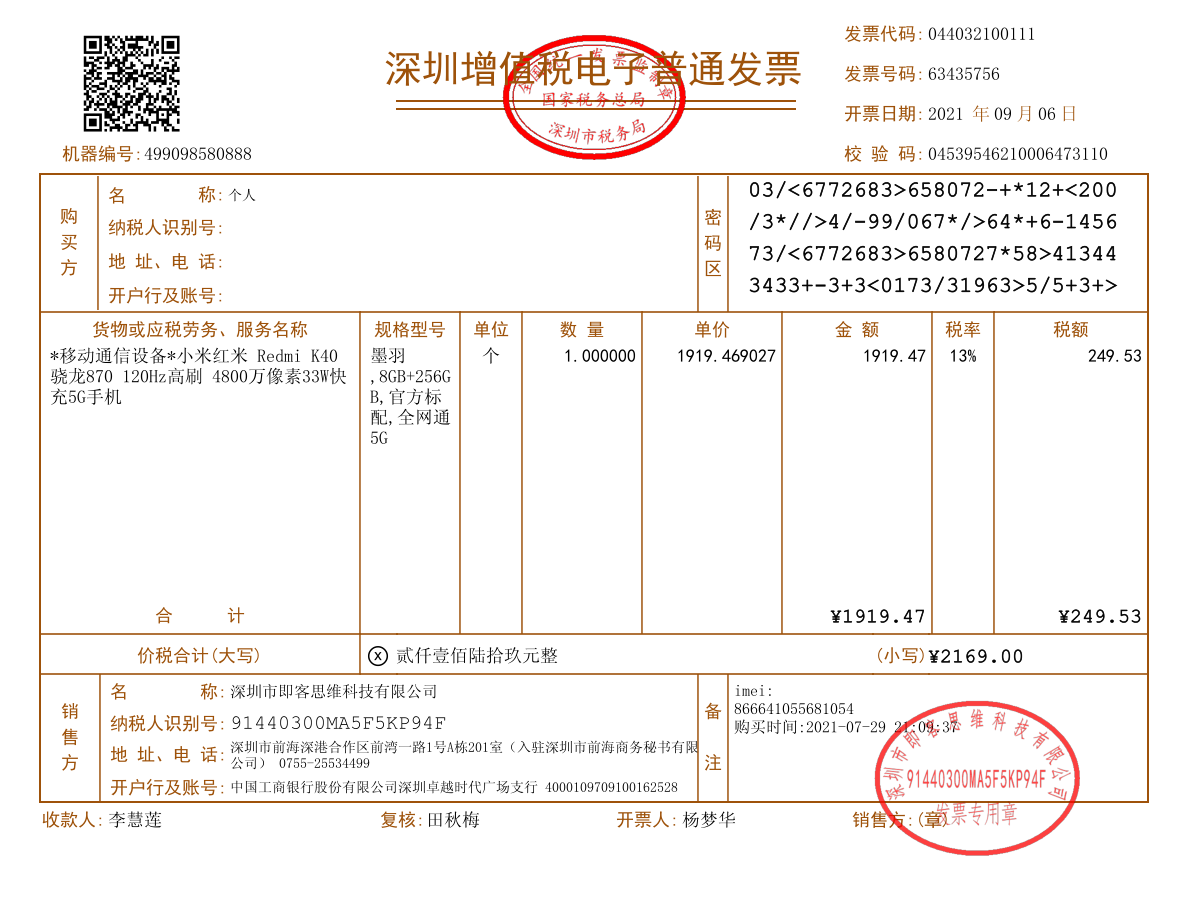 深圳增值税电子普通发票
全国统一发票监制章
国家税务总局
深圳市税务局
发票代码: 044032100111
发票号码: 63435756
开票日期: 2021 年 09 月 06 日
机器编号: 499098580888
校 验 码: 04539546210006473110
购买方
名 称: 个人
纳税人识别号:
地 址、电 话:
开户行及账号:
密码区
03/<6772683>658072-+*12+<200
/3*//>4/-99/067*/>64*+6-1456
73/<6772683>6580727*58>41344
3433+-3+3<0173/31963>5/5+3+>
货物或应税劳务、服务名称 规格型号 单位 数 量 单价 金 额 税率 税额
*移动通信设备*小米红米 Redmi K40 墨羽 个 1.000000 1919.469027 1919.47 13% 249.53
骁龙870 120Hz高刷 4800万像素33W快 ,8GB+256G
充5G手机 B,官方标
配,全网通
5G
合 计 ¥1919.47 ¥249.53
价税合计(大写) ⓧ 贰仟壹佰陆拾玖元整 (小写)¥2169.00
销售方
名 称: 深圳市即客思维科技有限公司
纳税人识别号: 91440300MA5F5KP94F
地 址、电 话: 深圳市前海深港合作区前湾一路1号A栋201室（入驻深圳市前海商务秘书有限
公司） 0755-25534499
开户行及账号: 中国工商银行股份有限公司深圳卓越时代广场支行 4000109709100162528
备注
imei:
866641055681054
购买时间:2021-07-29 21:09:37
深圳市即客思维科技有限公司
91440300MA5F5KP94F
发票专用章
收款人: 李慧莲 复核: 田秋梅 开票人: 杨梦华 销售方:(章)